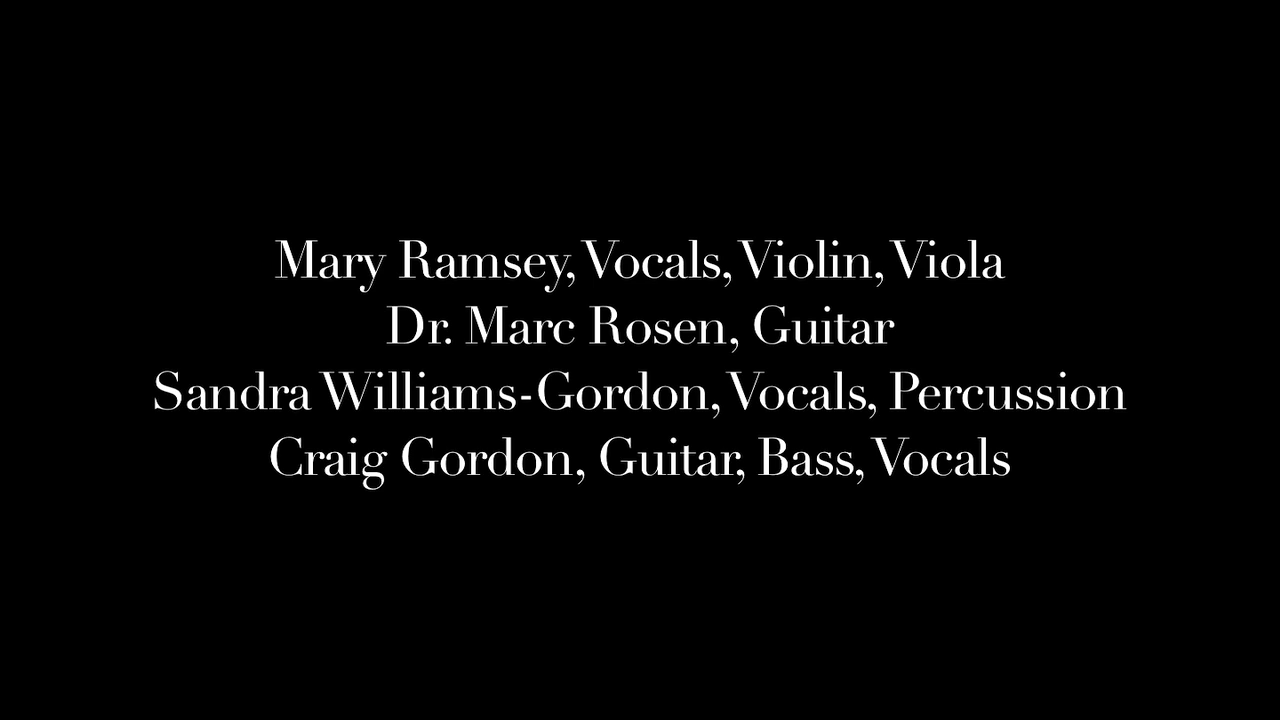 Mary Ramsey, Vocals, Violin, Viola
Dr. Marc Rosen, Guitar
Sandra Williams-Gordon, Vocals, Percussion
Craig Gordon, Guitar, Bass, Vocals